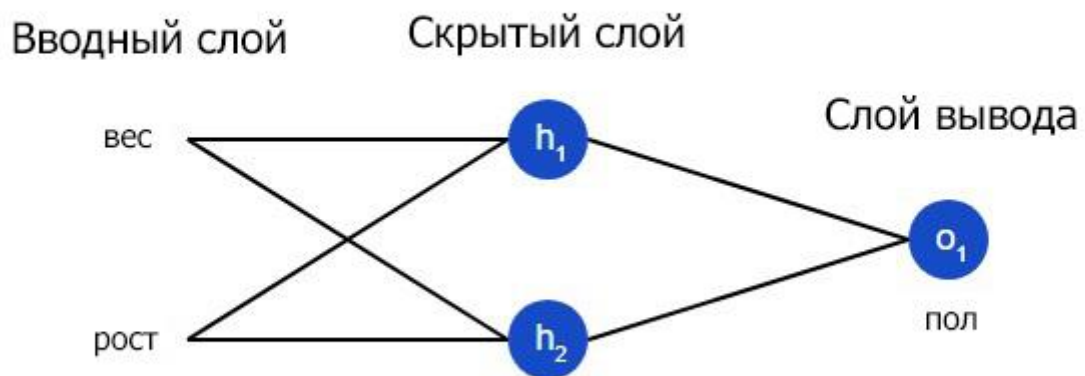 Вводный слой
Скрытый слой
Слой вывода
вес
h₁
o₁
пол
рост
h₂